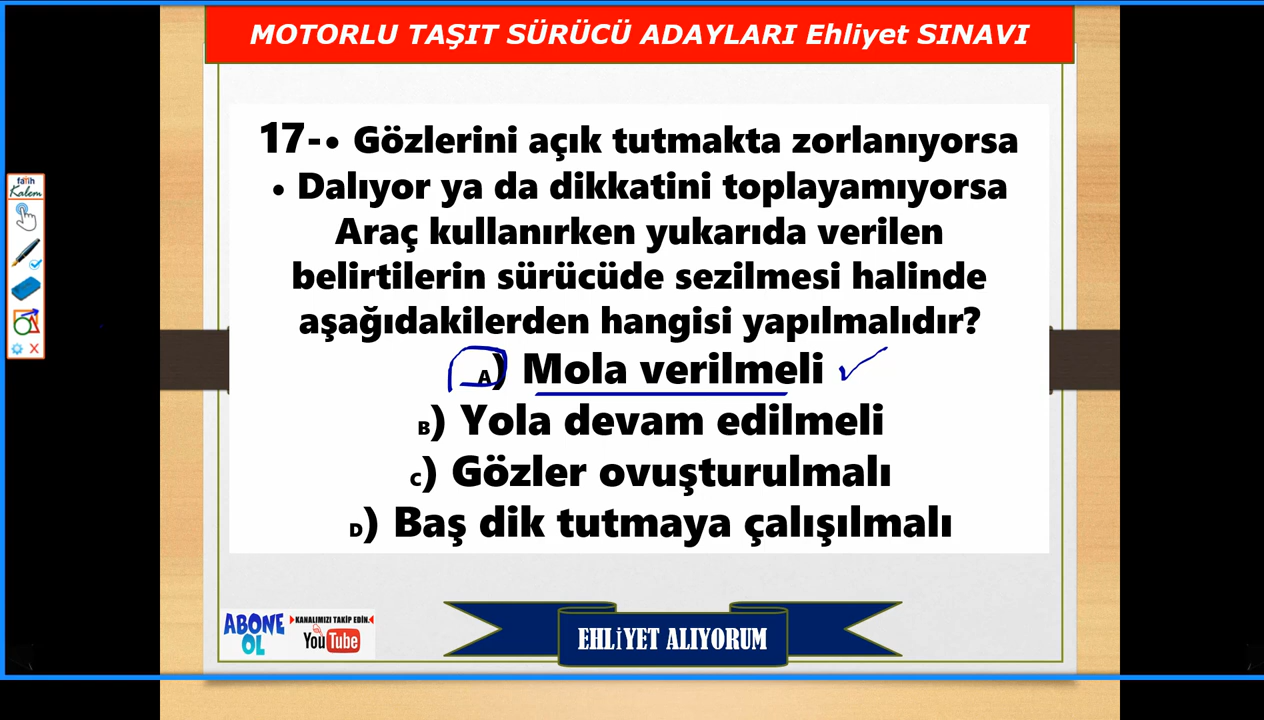 MOTORLU TAŞIT SÜRÜCÜ ADAYLARI Ehliyet SINAVI
fatih
Kalem
17-• Gözlerini açık tutmakta zorlanıyorsa
• Dalıyor ya da dikkatini toplayamıyorsa
Araç kullanırken yukarıda verilen
belirtilerin sürücüde sezilmesi halinde
aşağıdakilerden hangisi yapılmalıdır?
A) Mola verilmeli
B) Yola devam edilmeli
C) Gözler ovuşturulmalı
D) Baş dik tutmaya çalışılmalı
ABONE
OL
KANALIMIZI TAKİP EDİN.
YouTube
EHLİYET ALIYORUM